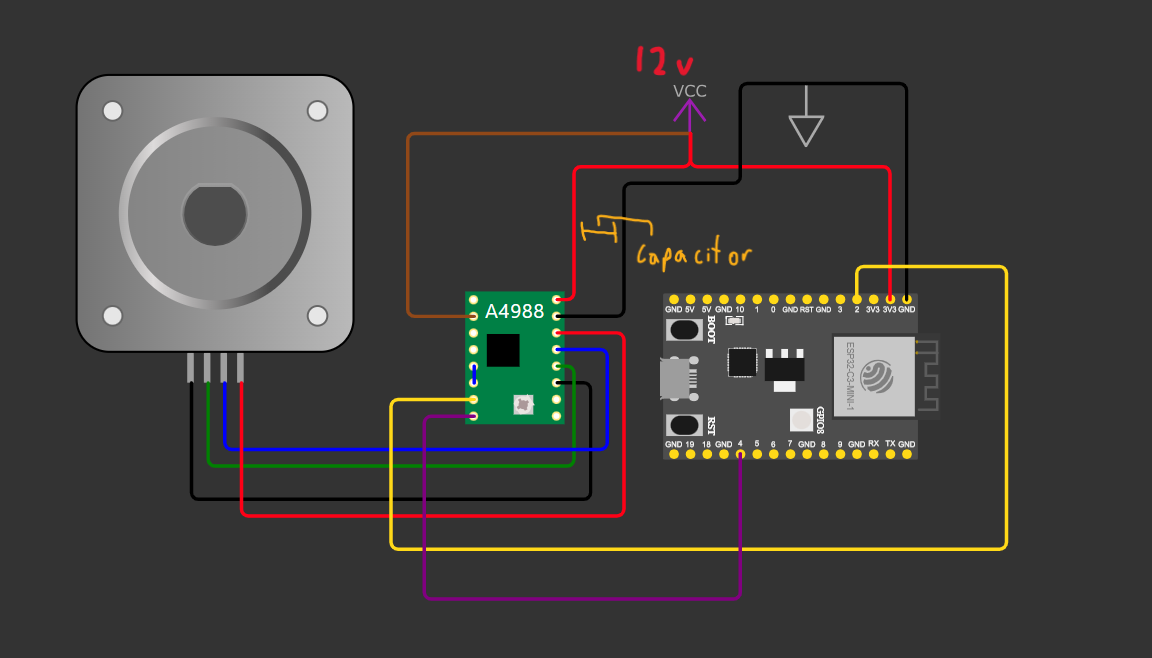 12v
VCC
Capacitor
A4988
GND 5V 5V GND 10 1 0 GND RST GND 3 2 3V3 3V3 GND
BOOT
ESP32-C3-MINI-1
RST
GPIO8
GND 19 18 GND 4 5 6 7 GND 8 9 GND RX TX GND